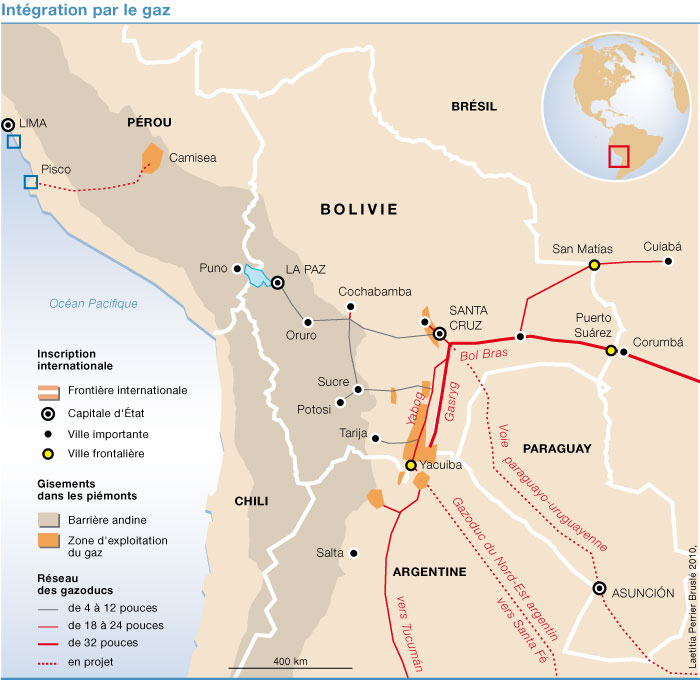 Intégration par le gaz
BRÉSIL
LIMA
PÉROU
Camisea
Pisco
BOLIVIE
San Matías
Cuiabá
Puno
LA PAZ
Cochabamba
Océan Pacifique
SANTA
CRUZ
Puerto
Suárez
Oruro
Corumbá
Bol Bras
Inscription
internationale
Frontière internationale
Capitale d'État
Ville importante
Ville frontalière
Sucre
Potosi
Yabog
Gasryg
Tarija
Yacuiba
PARAGUAY
Voie paraguayo-uruguayenne
Gisements
dans les piémonts
Barrière andine
Zone d'exploitation
du gaz
CHILI
Gazoduc du Nord-Est argentin
vers Santa Fé
Salta
ARGENTINE
ASUNCIÓN
vers Tucumán
Réseau
des gazoducs
de 4 à 12 pouces
de 18 à 24 pouces
de 32 pouces
en projet
400 km
Laetitia Perrier Bruslé 2010,